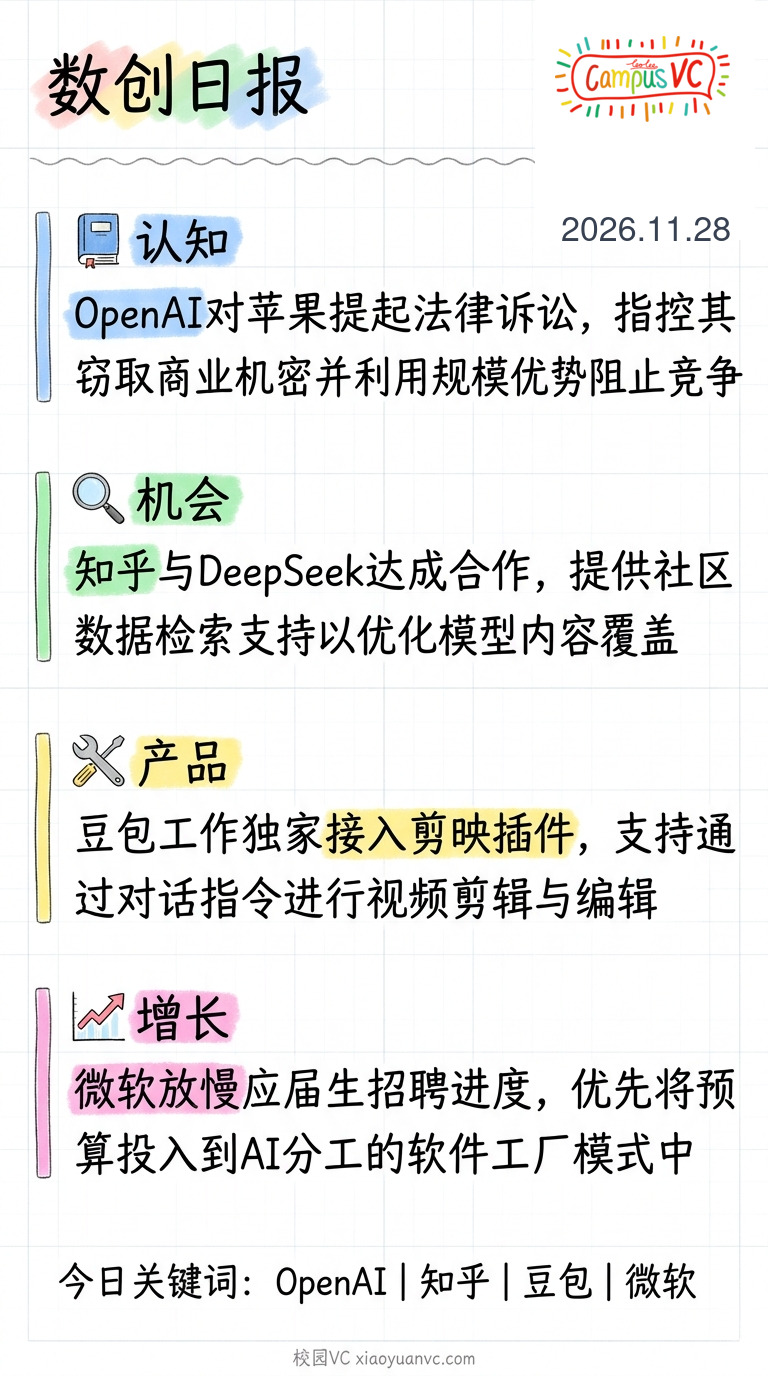 数创日报
leolee
Campus VC
2026.11.28
认知
OpenAI对苹果提起法律诉讼，指控其
窃取商业机密并利用规模优势阻止竞争
机会
知乎与DeepSeek达成合作，提供社区
数据检索支持以优化模型内容覆盖
产品
豆包工作独家接入剪映插件，支持通
过对话指令进行视频剪辑与编辑
增长
微软放慢应届生招聘进度，优先将预
算投入到AI分工的软件工厂模式中
今日关键词：OpenAI | 知乎 | 豆包 | 微软
校园VC xiaoyuanvc.com